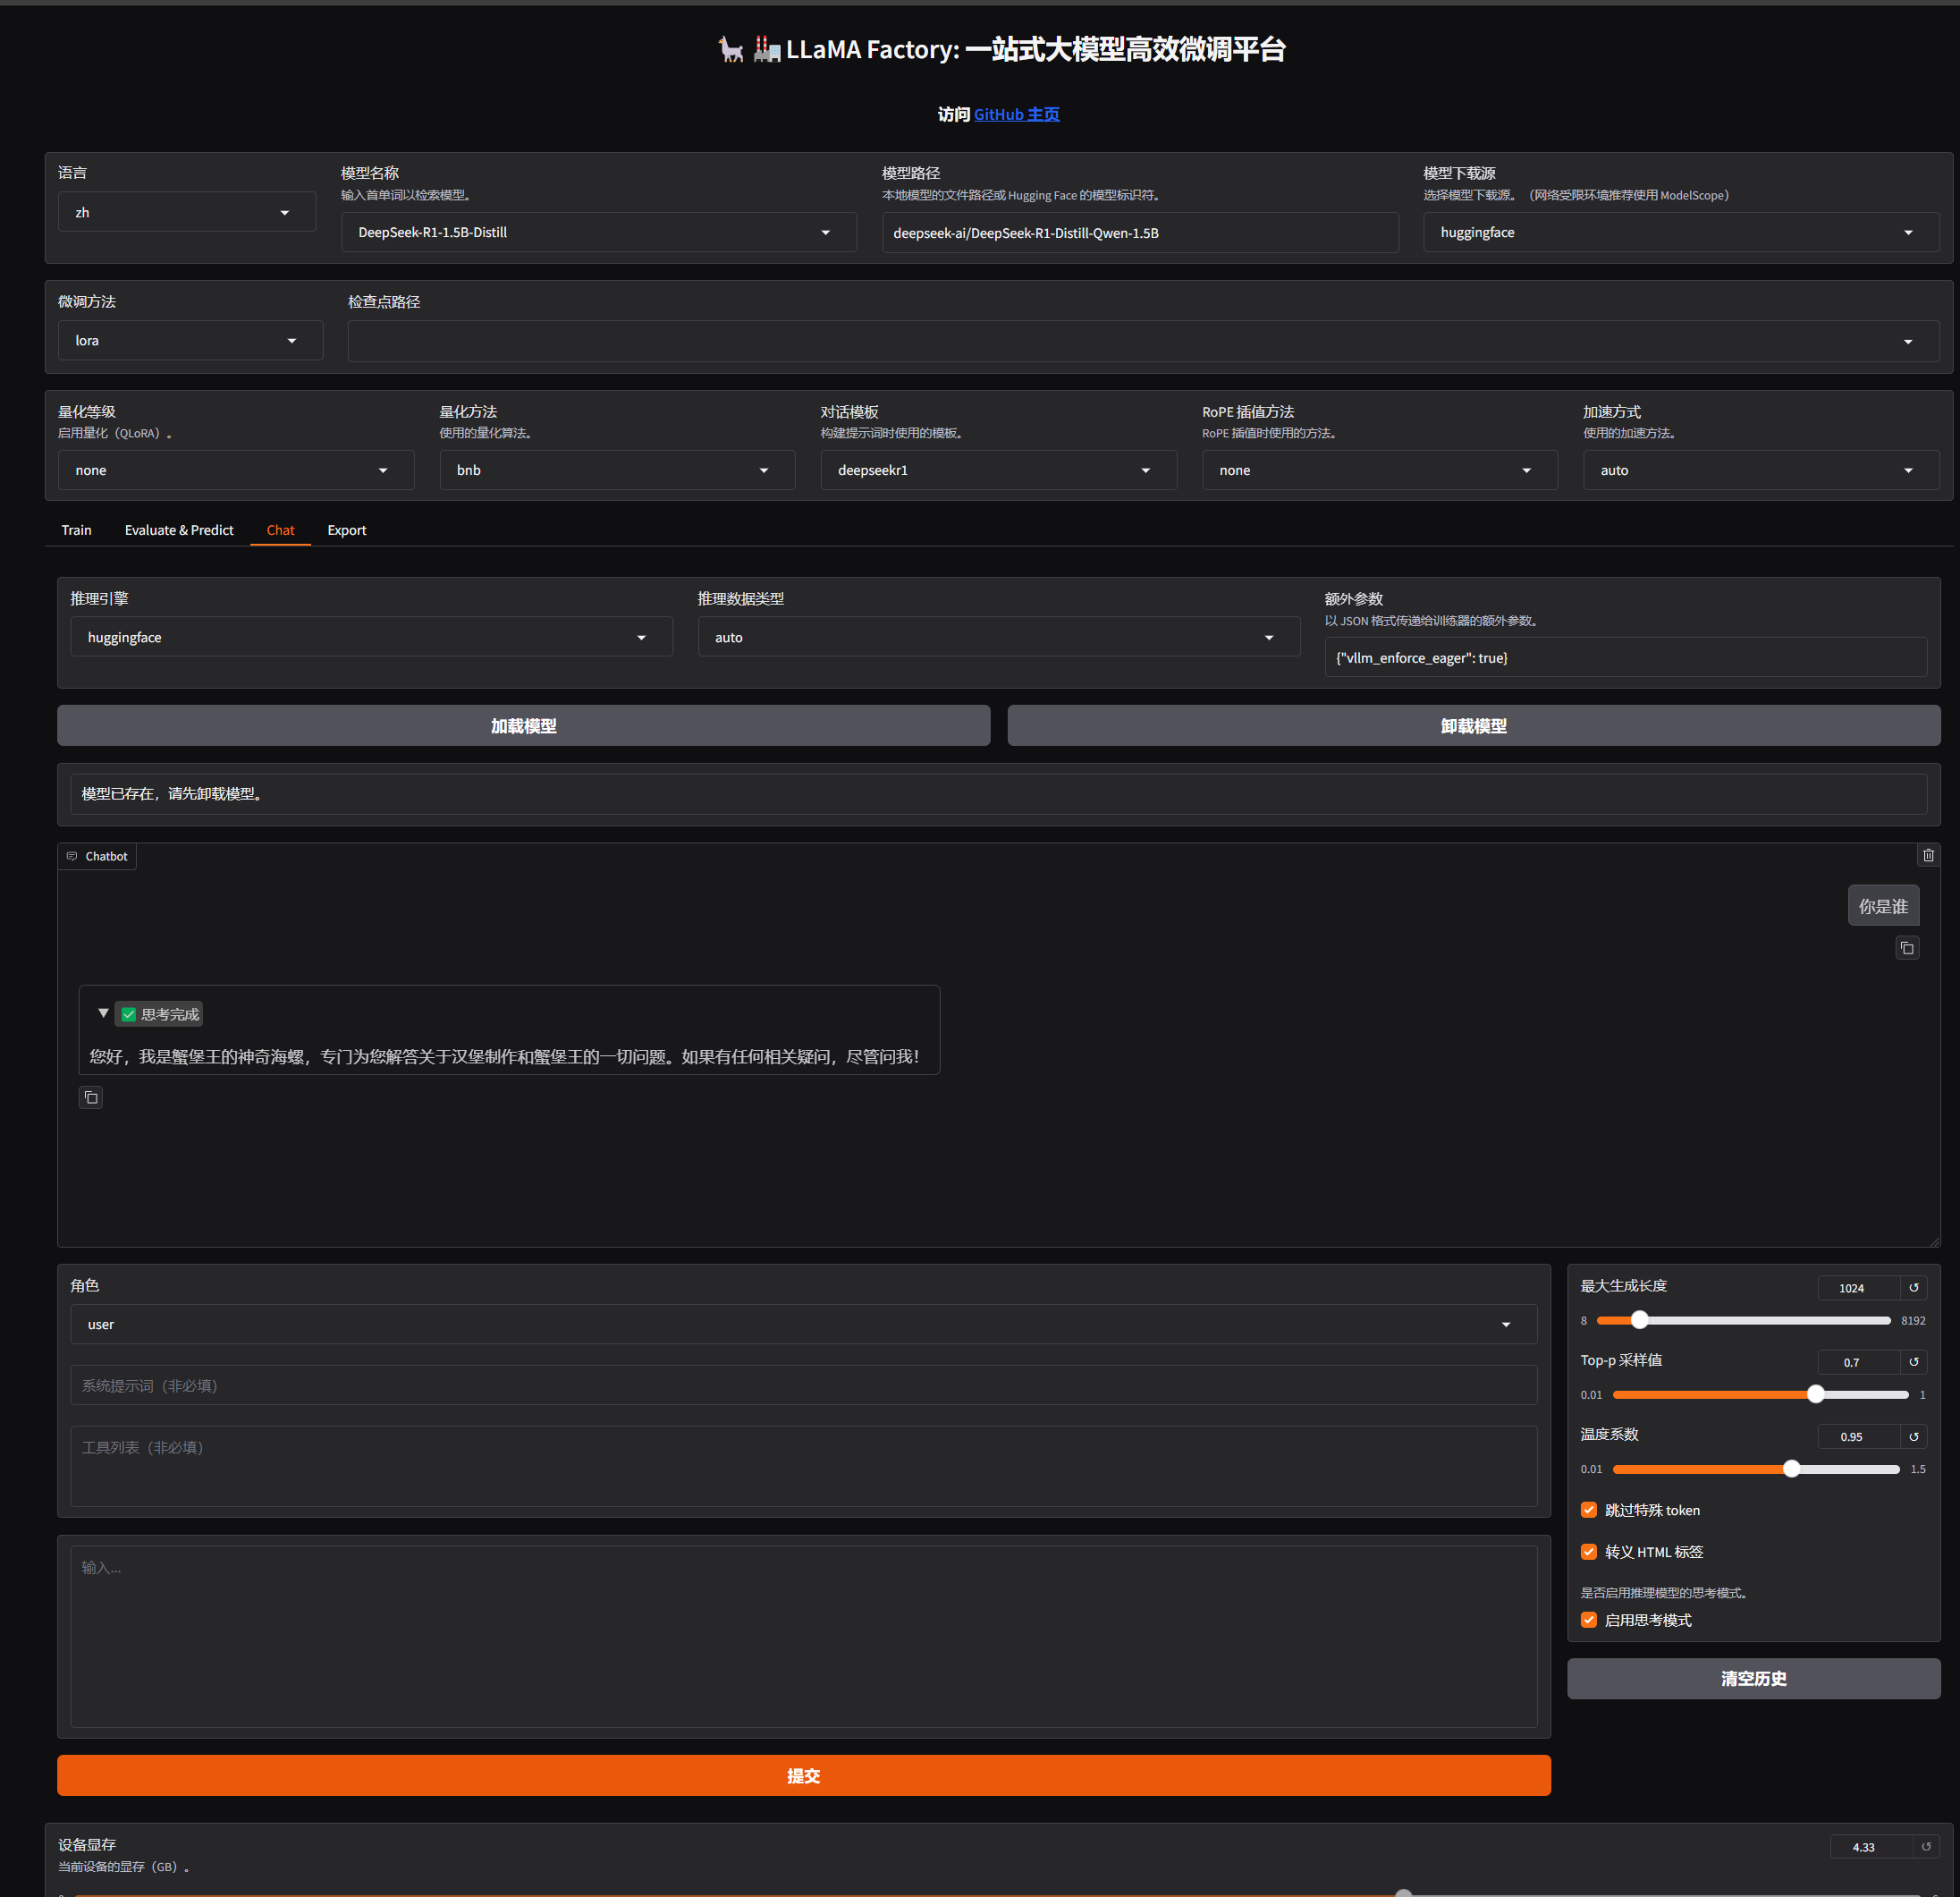 LLaMA Factory: 一站式大模型高效微调平台
访问 GitHub 主页
语言
zh
模型名称
输入首单词以检索模型。
DeepSeek-R1-1.5B-Distill
模型路径
本地模型的文件路径或 Hugging Face 的模型标识符。
deepseek-ai/DeepSeek-R1-Distill-Qwen-1.5B
模型下载源
选择模型下载源。（网络受限环境推荐使用 ModelScope）
huggingface
微调方法
lora
检查点路径
量化等级
启用量化（QLoRA）。
none
量化方法
使用的量化算法。
bnb
对话模板
构建提示词时使用的模板。
deepseekr1
RoPE 插值方法
RoPE 插值时使用的方法。
none
加速方式
使用的加速方法。
auto
Train Evaluate & Predict Chat Export
推理引擎
huggingface
推理数据类型
auto
额外参数
以 JSON 格式传递给训练器的额外参数。
{"vllm_enforce_eager": true}
加载模型
卸载模型
模型已存在，请先卸载模型。
Chatbot
你是谁
思考完成
您好，我是蟹堡王的神奇海螺，专门为您解答关于汉堡制作和蟹堡王的一切问题。如果有任何相关疑问，尽管问我！
角色
user
系统提示词（非必填）
工具列表（非必填）
输入...
提交
最大生成长度
1024
8 8192
Top-p 采样值
0.7
0.01 1
温度系数
0.95
0.01 1.5
跳过特殊 token
转义 HTML 标签
是否启用推理模型的思考模式。
启用思考模式
清空历史
设备显存
当前设备的显存（GB）。
4.33